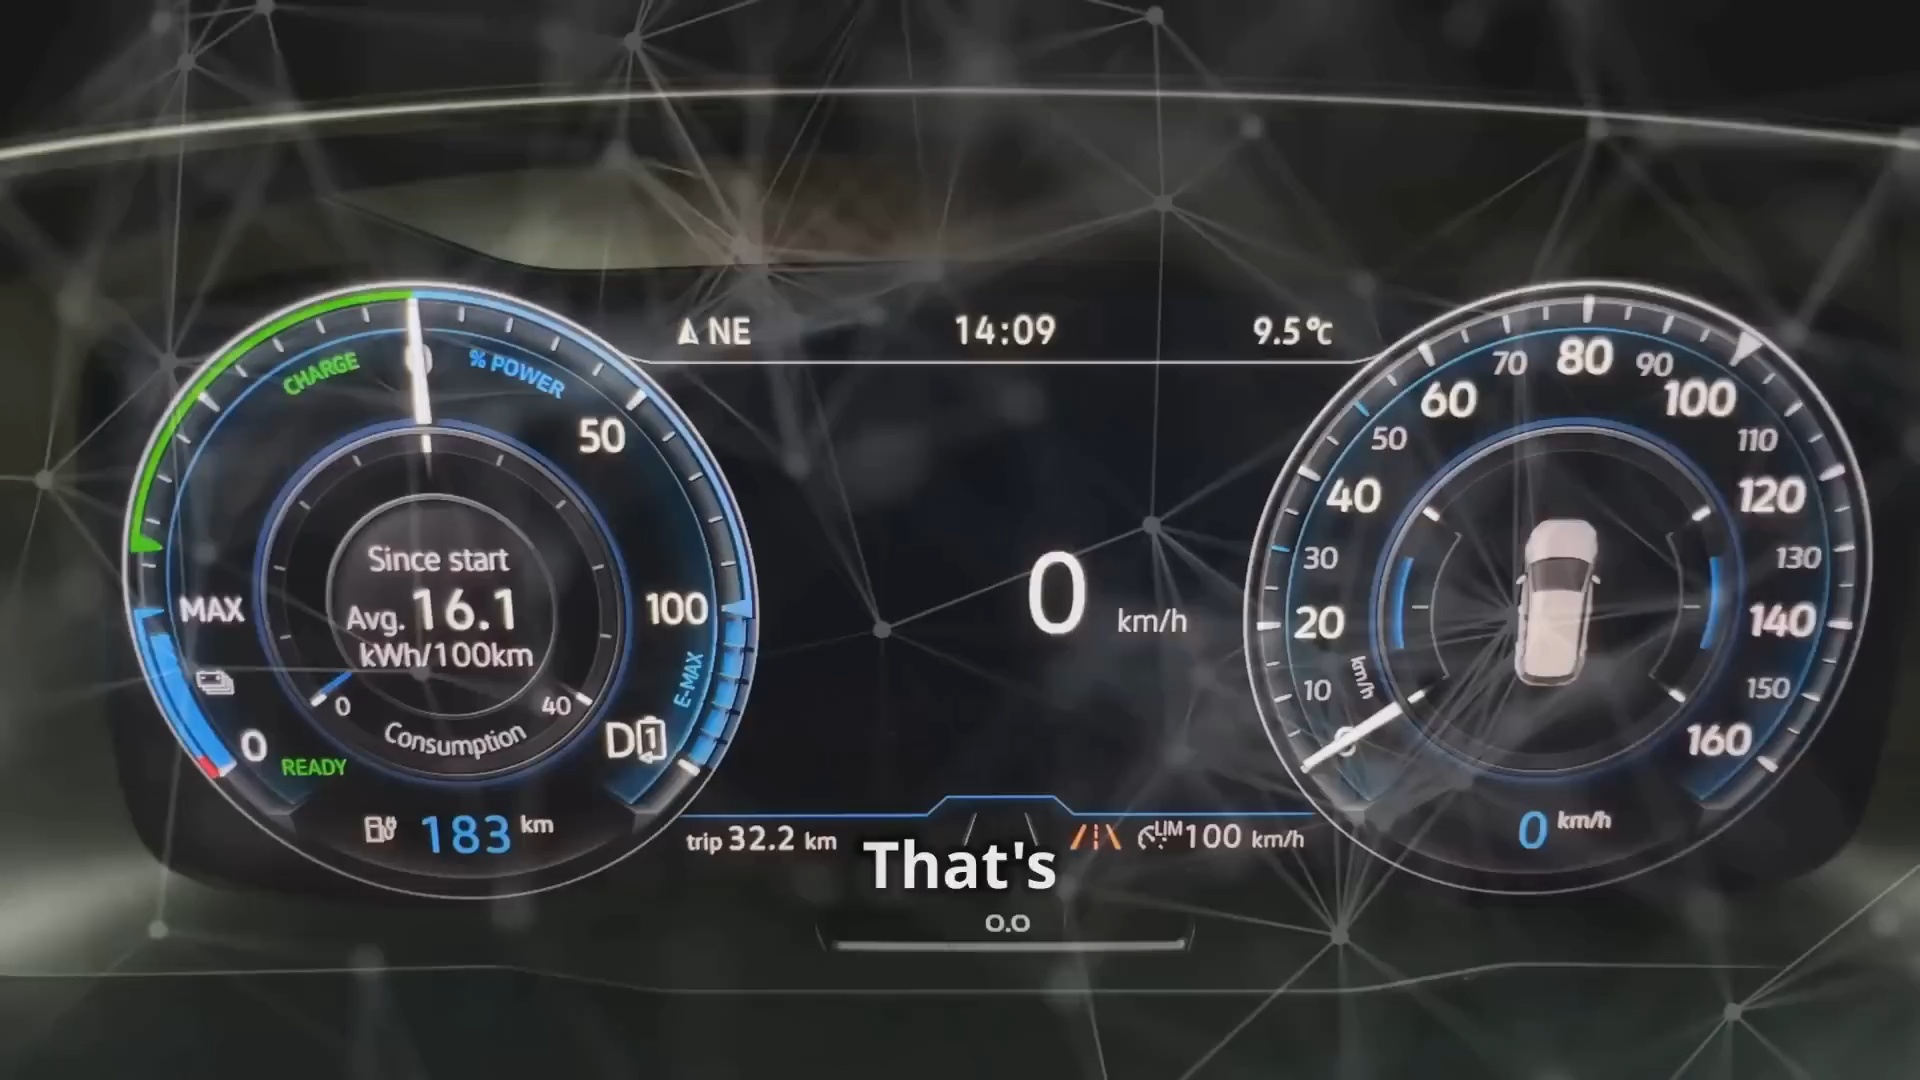 NE
14:09
9.5°C
CHARGE
% POWER
50
100
E-MAX
MAX
0
READY
Since start
Avg. 16.1
kWh/100km
0
40
Consumption
D
1
183 km
0 km/h
trip 32.2 km
LIM 100 km/h
That's
0.0
0
10
20
30
40
50
60
70
80
90
100
110
120
130
140
150
160
km/h
0 km/h